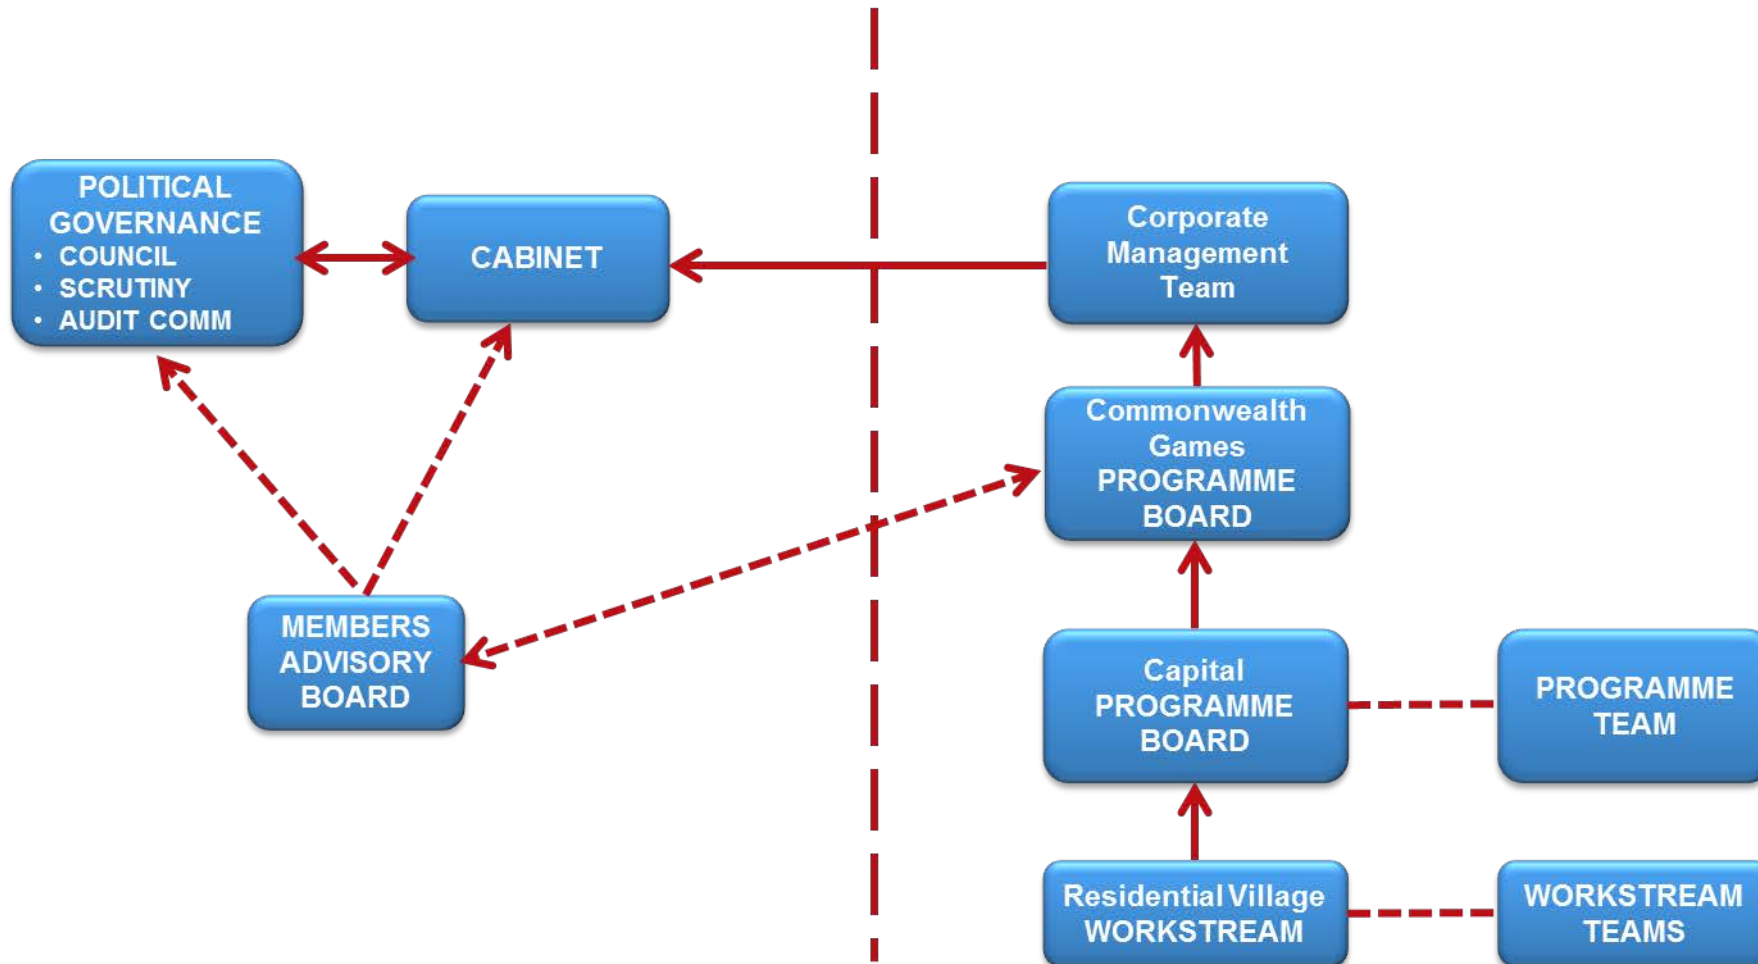 POLITICAL
GOVERNANCE
• COUNCIL
• SCRUTINY
• AUDIT COMM
CABINET
Corporate
Management
Team
Commonwealth
Games
PROGRAMME
BOARD
MEMBERS
ADVISORY
BOARD
Capital
PROGRAMME
BOARD
PROGRAMME
TEAM
Residential Village
WORKSTREAM
WORKSTREAM
TEAMS